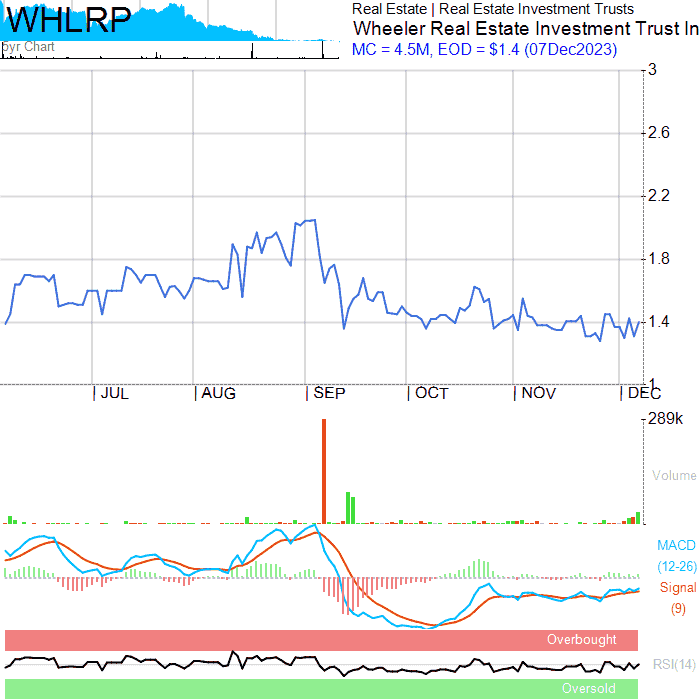 WHLRP
5yr Chart
Real Estate | Real Estate Investment Trusts
Wheeler Real Estate Investment Trust In
MC = 4.5M, EOD = $1.4 (07Dec2023)
3
2.6
2.2
1.8
1.4
1
JUL
AUG
SEP
OCT
NOV
DEC
289k
Volume
MACD
(12-26)
Signal
(9)
Overbought
RSI(14)
Oversold